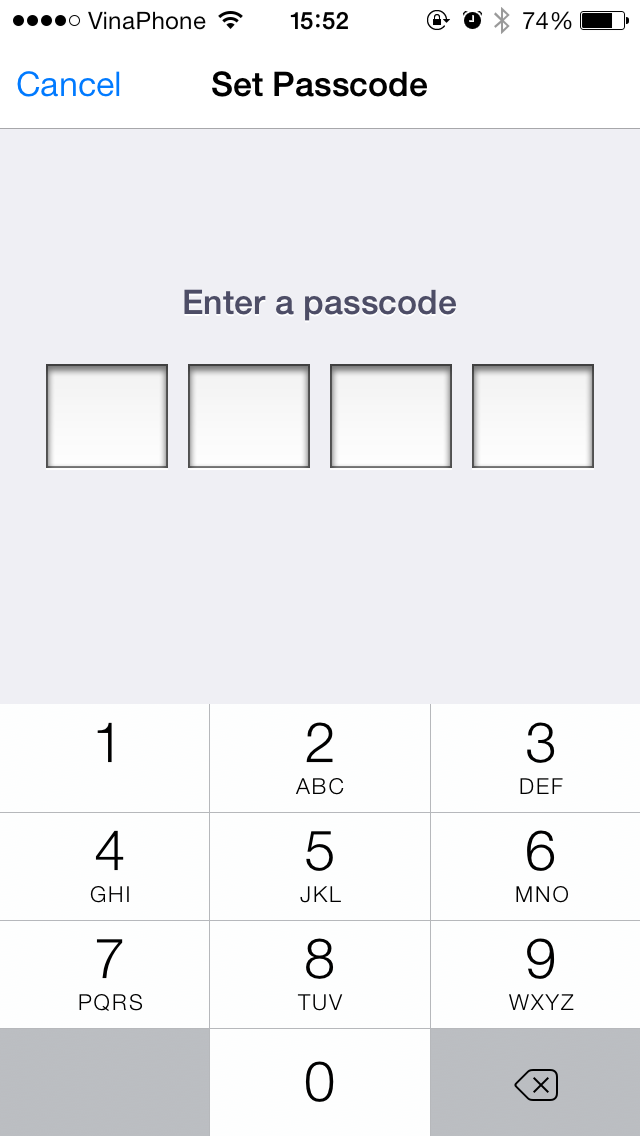 VinaPhone 15:52 74%
Cancel Set Passcode
Enter a passcode
1 2 3
ABC DEF
4 5 6
GHI JKL MNO
7 8 9
PQRS TUV WXYZ
0